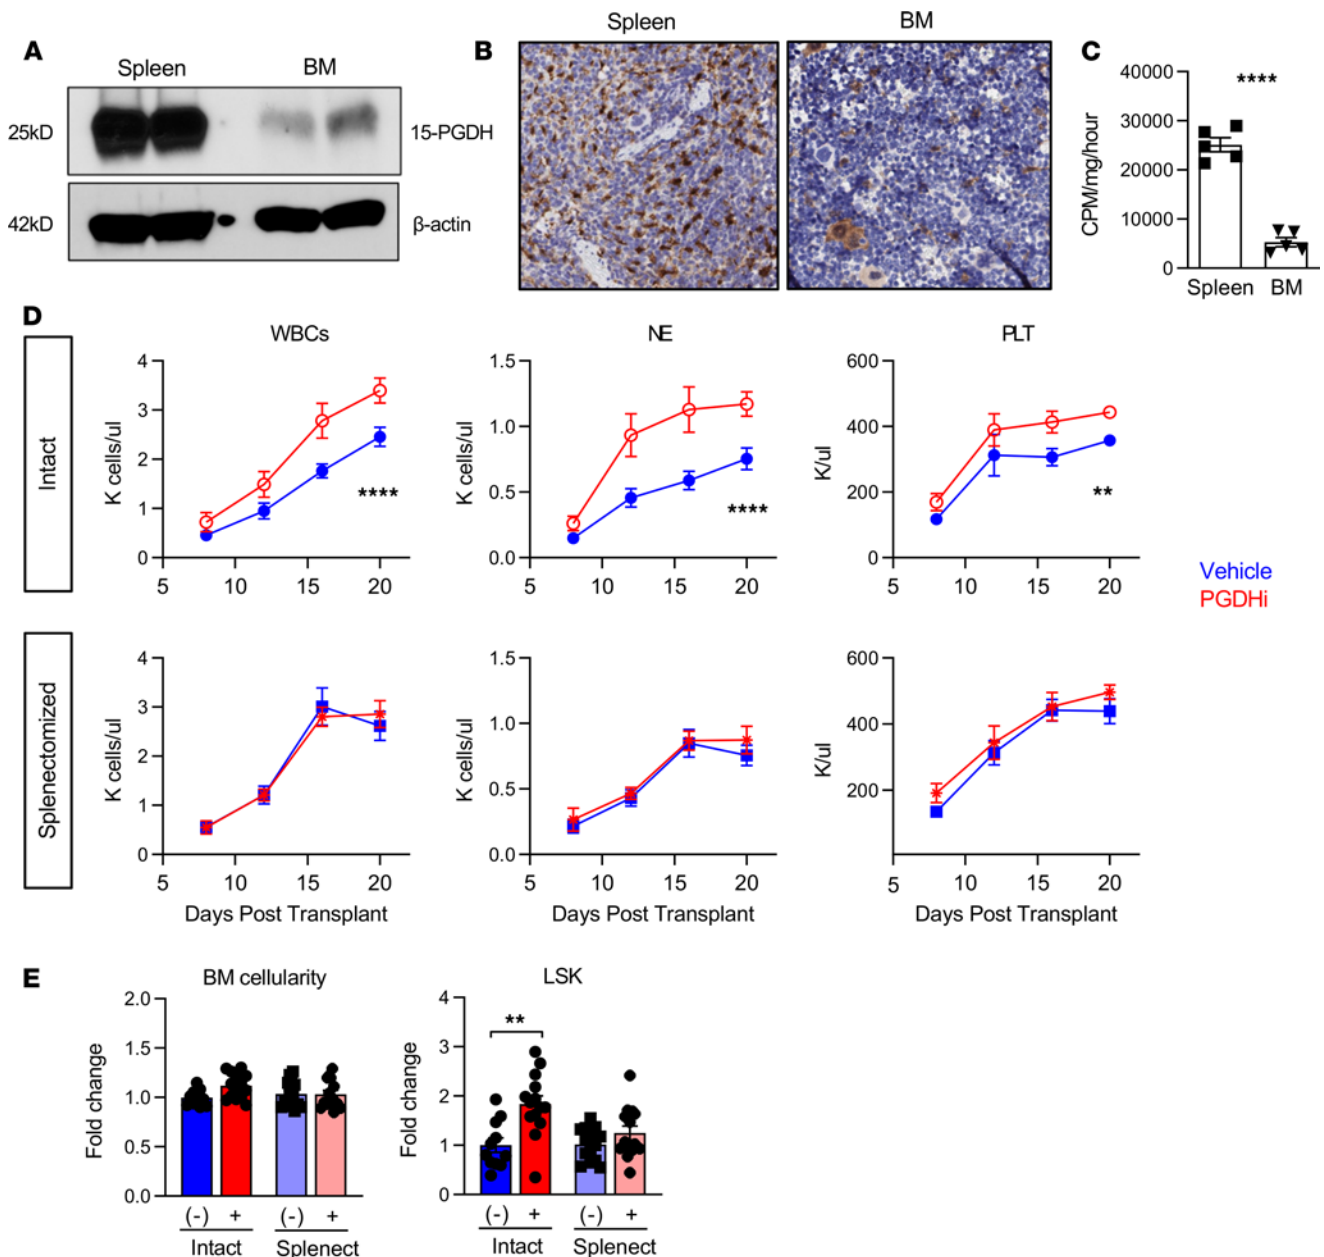 A
Spleen BM
25kD 15-PGDH
42kD β-actin
B
Spleen BM
C
****
40000
30000
20000
10000
0
CPM/mg/hour
Spleen BM
D
Intact
WBCs
K cells/ul
4
3
2
1
0
5 10 15 20
****
NE
K cells/ul
1.5
1.0
0.5
0.0
5 10 15 20
****
PLT
K/ul
600
400
200
0
5 10 15 20
**
Vehicle
PGDHi
Splenectomized
K cells/ul
4
3
2
1
0
5 10 15 20
Days Post Transplant
K cells/ul
1.5
1.0
0.5
0.0
5 10 15 20
Days Post Transplant
K/ul
600
400
200
5 10 15 20
Days Post Transplant
E
BM cellularity
Fold change
2.0
1.5
1.0
0.5
0.0
(-) + (-) +
Intact Splenect
LSK
Fold change
4
3
2
1
0
**
(-) + (-) +
Intact Splenect